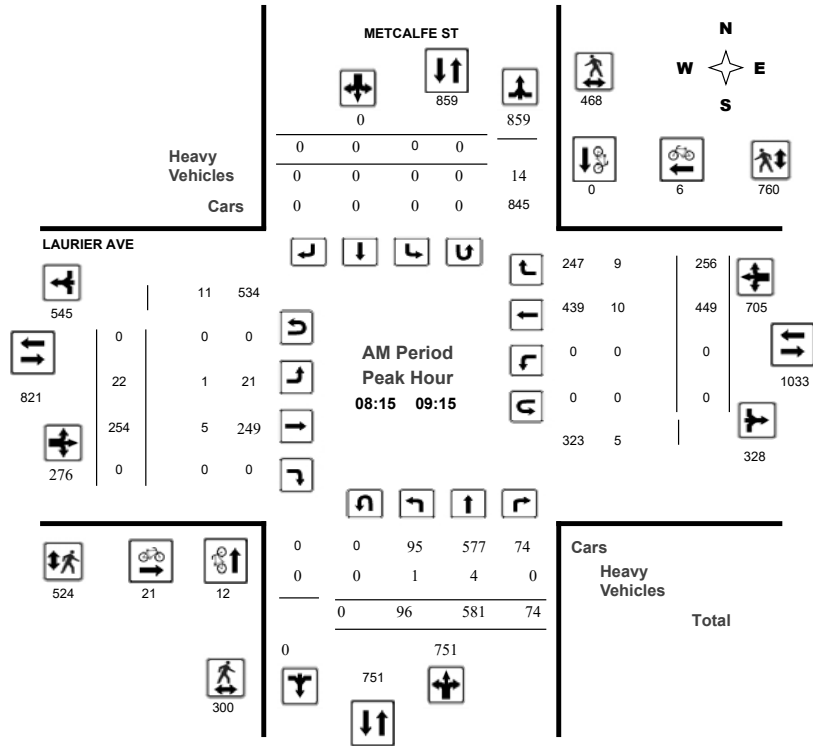 METCALFE ST
N
W E
S
859
468
0
859
0 0 0 0
Heavy
Vehicles
0 0 0 0 14
Cars
0 0 0 0 845
0 6 760
LAURIER AVE
545
11 534
247 9 256
705
821
0 0 0
439 10 449
AM Period
Peak Hour
08:15 09:15
22 1 21
0 0 0
1033
254 5 249
0 0 0
276
0 0 0
323 5
328
524 21 12
0 0 95 577 74
Cars
0 0 1 4 0
Heavy
Vehicles
0 96 581 74
Total
0 751
751
300